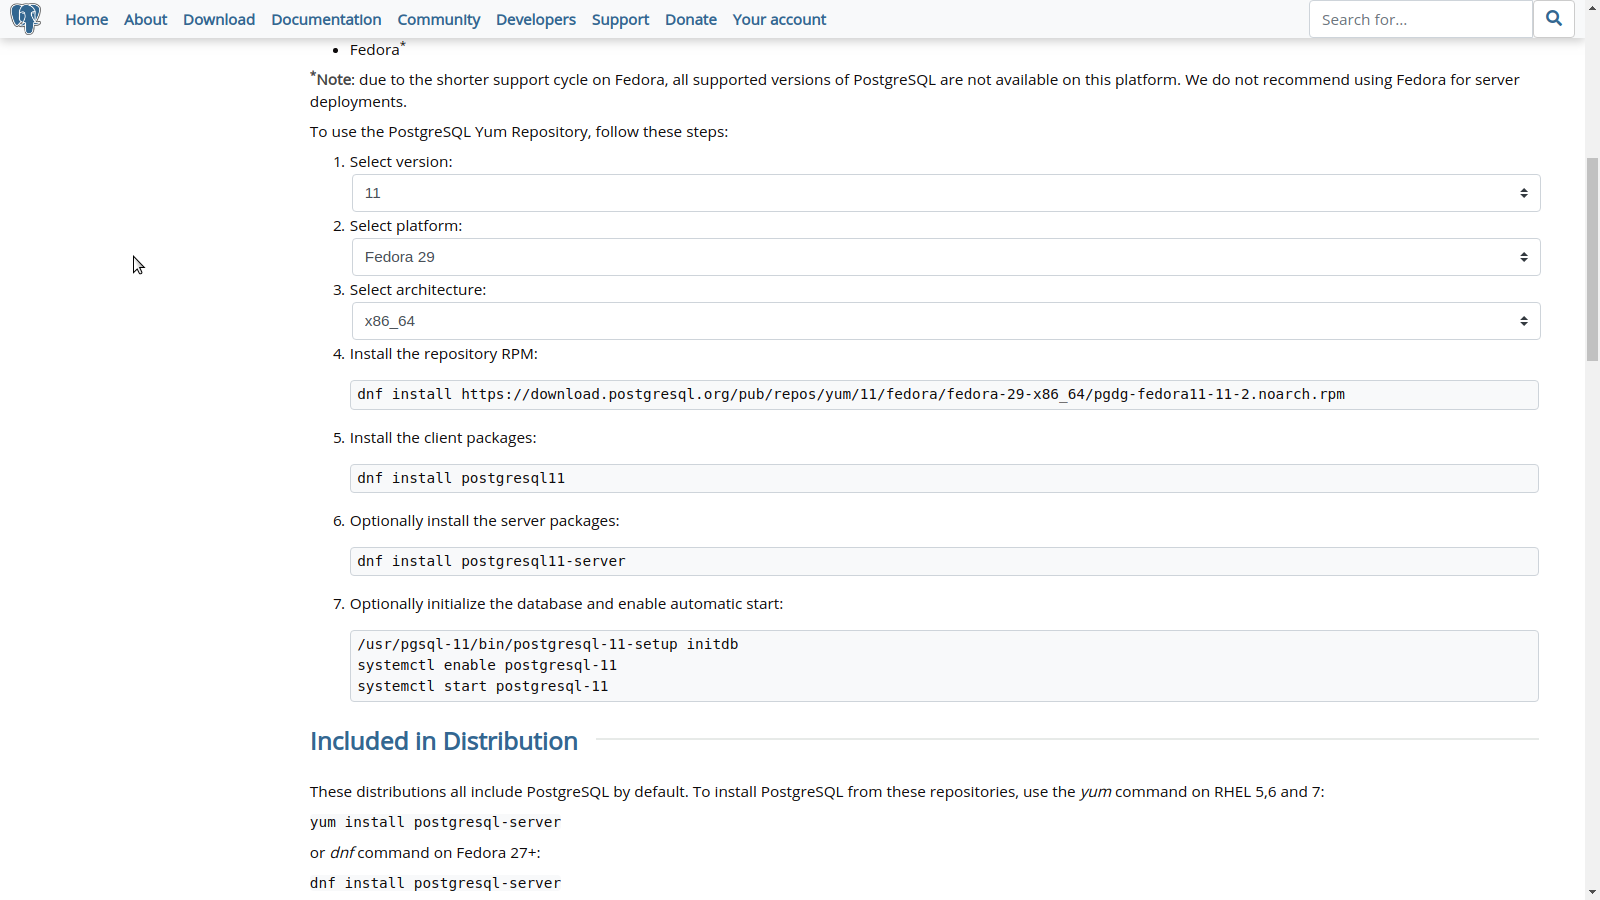 Home About Download Documentation Community Developers Support Donate Your account Search for...
• Fedora*
*Note: due to the shorter support cycle on Fedora, all supported versions of PostgreSQL are not available on this platform. We do not recommend using Fedora for server
deployments.
To use the PostgreSQL Yum Repository, follow these steps:
1. Select version:
11
2. Select platform:
Fedora 29
3. Select architecture:
x86_64
4. Install the repository RPM:
dnf install https://download.postgresql.org/pub/repos/yum/11/fedora/fedora-29-x86_64/pgdg-fedora11-11-2.noarch.rpm
5. Install the client packages:
dnf install postgresql11
6. Optionally install the server packages:
dnf install postgresql11-server
7. Optionally initialize the database and enable automatic start:
/usr/pgsql-11/bin/postgresql-11-setup initdb
systemctl enable postgresql-11
systemctl start postgresql-11
Included in Distribution
These distributions all include PostgreSQL by default. To install PostgreSQL from these repositories, use the yum command on RHEL 5,6 and 7:
yum install postgresql-server
or dnf command on Fedora 27+:
dnf install postgresql-server